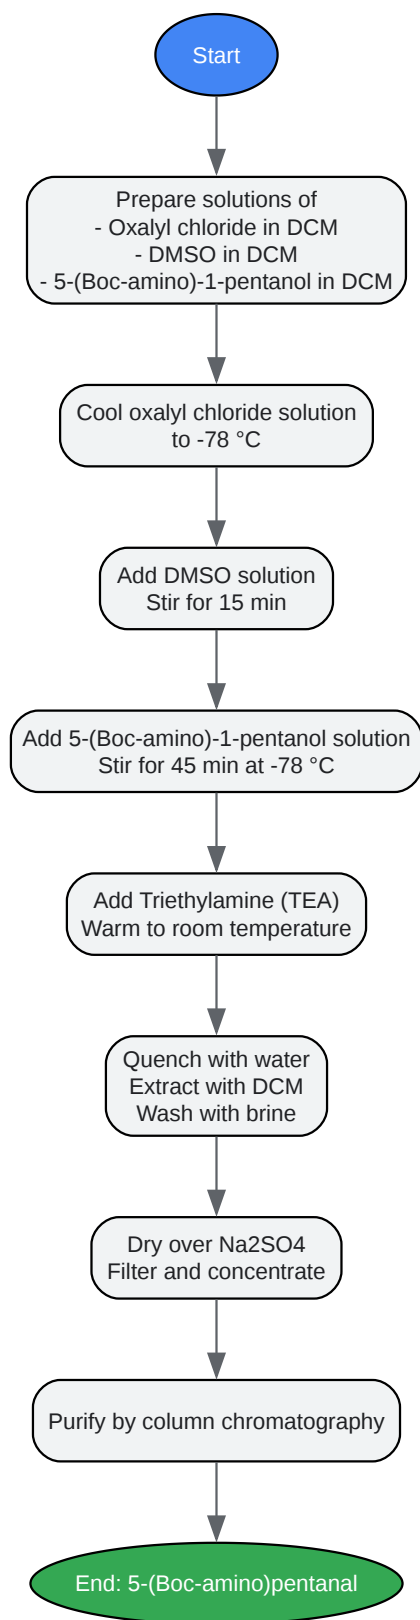 Start
Prepare solutions of
- Oxalyl chloride in DCM
- DMSO in DCM
- 5-(Boc-amino)-1-pentanol in DCM
Cool oxalyl chloride solution
to -78 °C
Add DMSO solution
Stir for 15 min
Add 5-(Boc-amino)-1-pentanol solution
Stir for 45 min at -78 °C
Add Triethylamine (TEA)
Warm to room temperature
Quench with water
Extract with DCM
Wash with brine
Dry over Na2SO4
Filter and concentrate
Purify by column chromatography
End: 5-(Boc-amino)pentanal